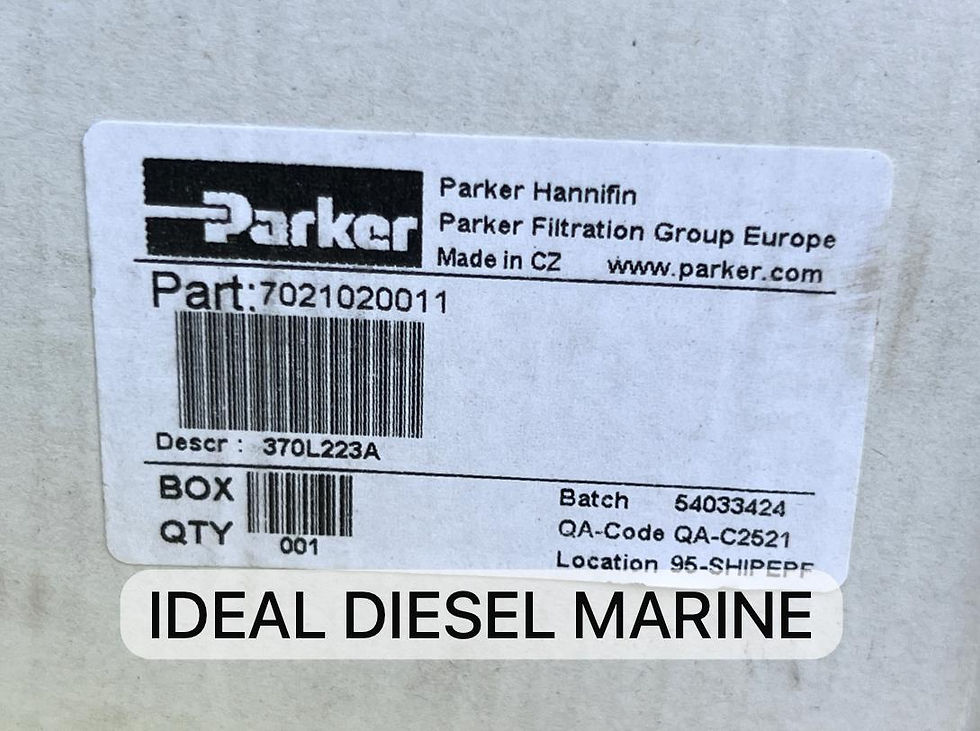 Parker
Parker Hannifin
Parker Filtration Group Europe
Made in CZ www.parker.com
Part:7021020011
Descr : 370L223A
BOX
QTY
001
Batch 54033424
QA-Code QA-C2521
Location 95-SHIPEPF
IDEAL DIESEL MARINE